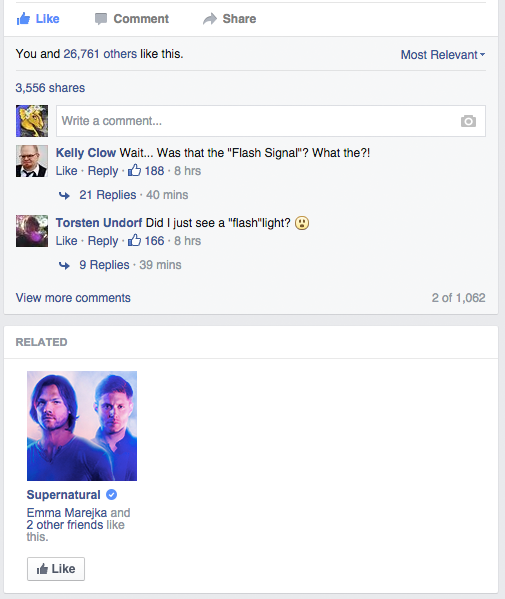 Like Comment Share
You and 26,761 others like this. Most Relevant
3,556 shares
Write a comment...
Kelly Clow Wait... Was that the "Flash Signal"? What the?!
Like · Reply · 188 · 8 hrs
21 Replies · 40 mins
Torsten Undorf Did I just see a "flash"light? 😮
Like · Reply · 166 · 8 hrs
9 Replies · 39 mins
View more comments 2 of 1,062
RELATED
Supernatural
Emma Marejka and
2 other friends like
this.
Like